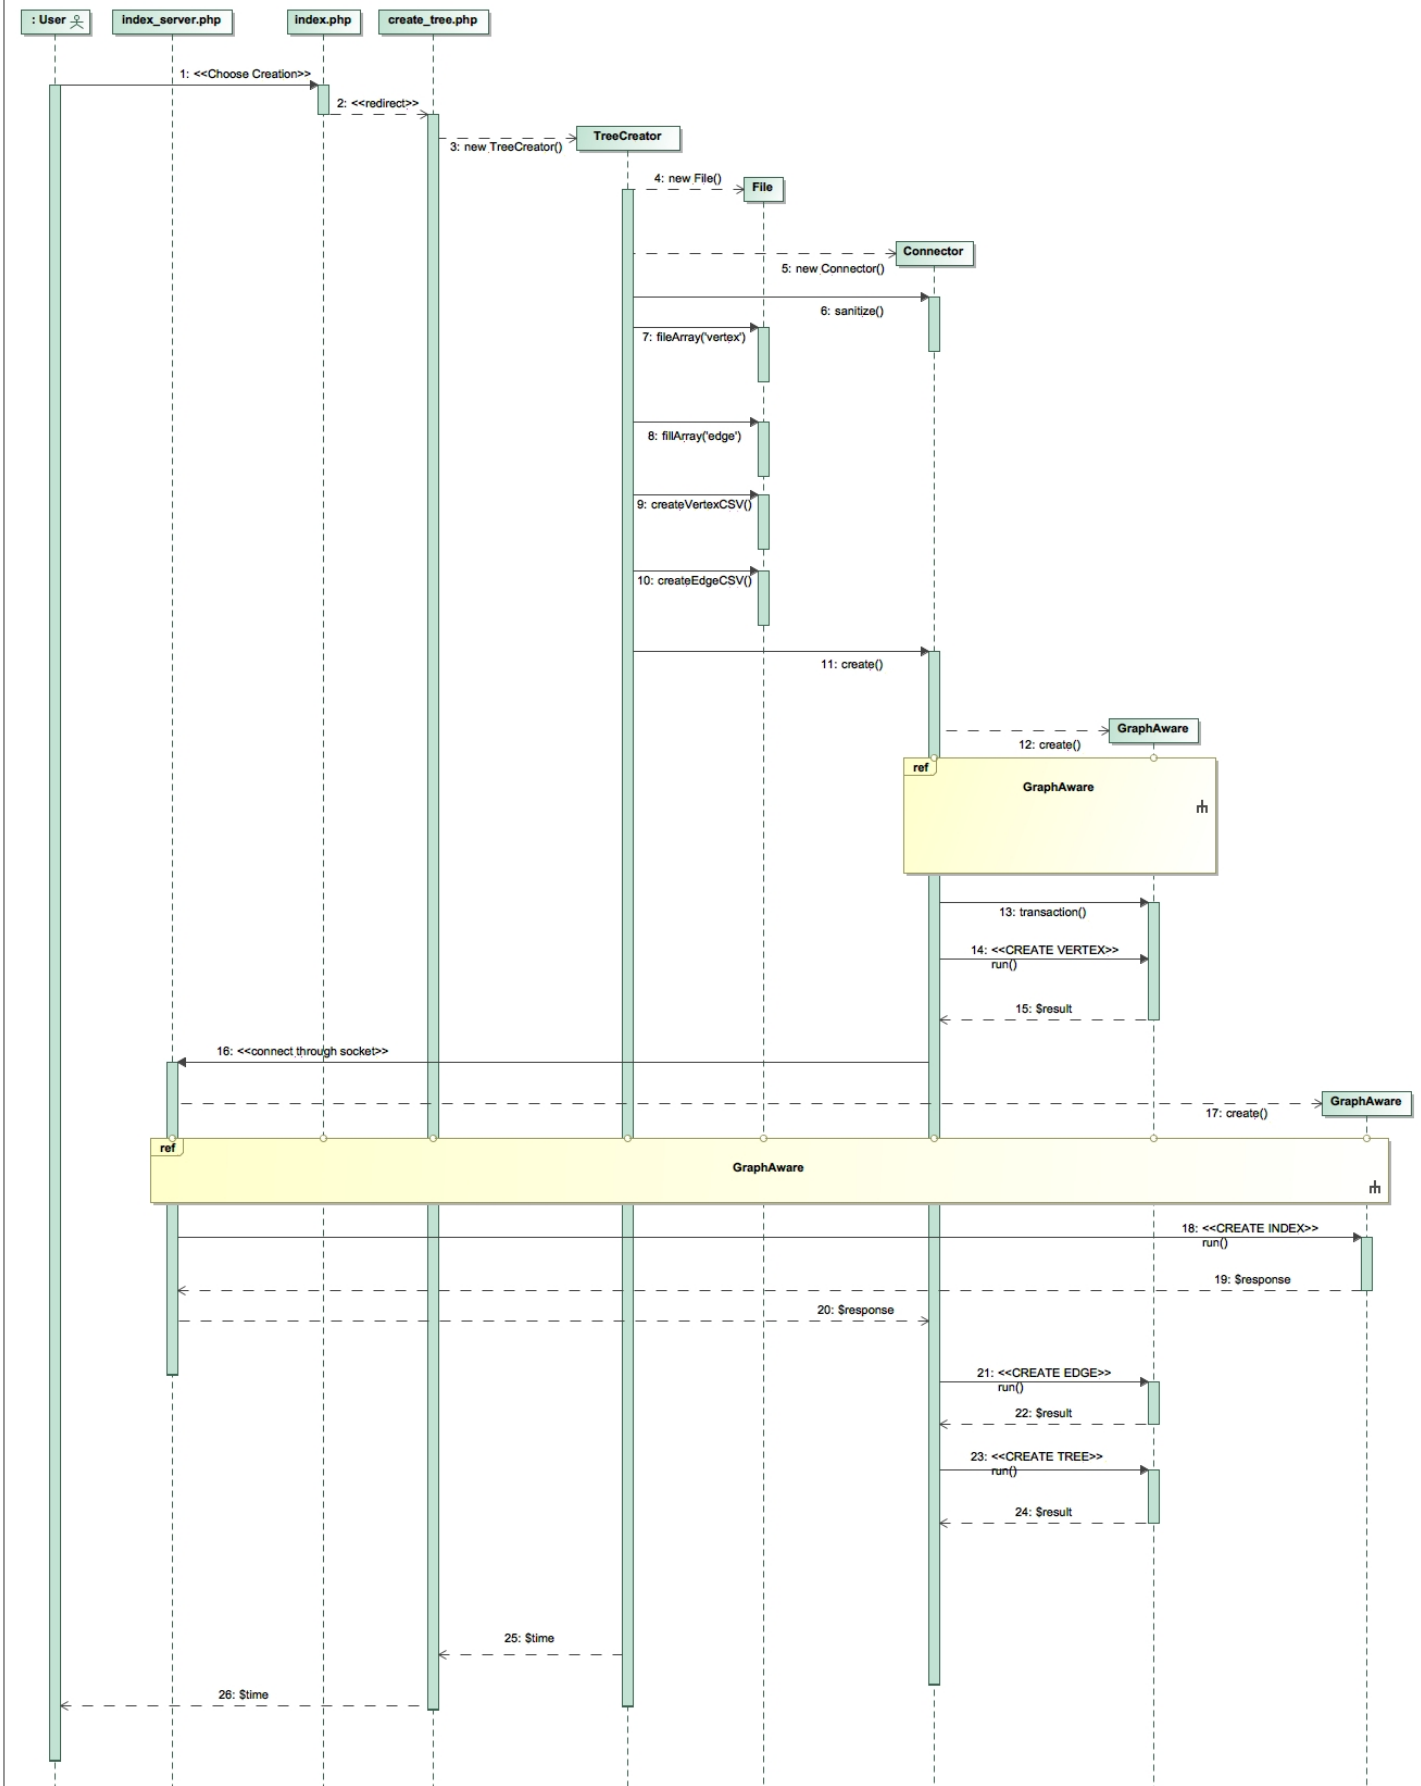 : User
index_server.php
index.php
create_tree.php
1: <<Choose Creation>>
2: <<redirect>>
TreeCreator
3: new TreeCreator()
4: new File()
File
Connector
5: new Connector()
6: sanitize()
7: fileArray('vertex')
8: fillArray('edge')
9: createVertexCSV()
10: createEdgeCSV()
11: create()
GraphAware
12: create()
ref
GraphAware
13: transaction()
14: <<CREATE VERTEX>>
run()
15: $result
16: <<connect through socket>>
GraphAware
17: create()
ref
GraphAware
18: <<CREATE INDEX>>
run()
19: $response
20: $response
21: <<CREATE EDGE>>
run()
22: $result
23: <<CREATE TREE>>
run()
24: $result
25: $time
26: $time